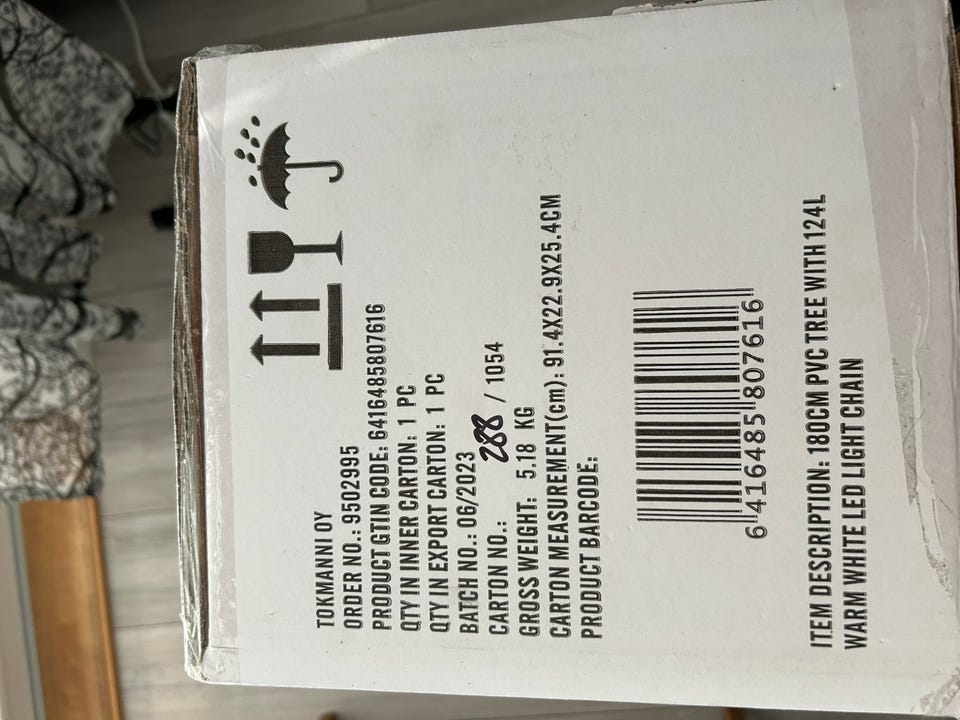 TOKMANNI OY
ORDER NO.: 9502995
PRODUCT GTIN CODE: 6416485807616
QTY IN INNER CARTON: 1 PC
QTY IN EXPORT CARTON: 1 PC
BATCH NO.: 06/2023
CARTON NO.: 288 / 1054
GROSS WEIGHT: 5.18 KG
CARTON MEASUREMENT(cm): 91.4X22.9X25.4CM
PRODUCT BARCODE:
6 416485 807616
ITEM DESCRIPTION: 180CM PVC TREE WITH 124L
WARM WHITE LED LIGHT CHAIN